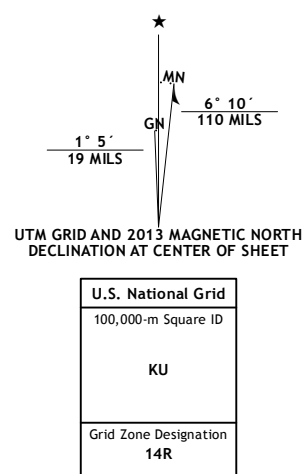 ★
MN
GN
6° 10´
110 MILS
1° 5´
19 MILS
UTM GRID AND 2013 MAGNETIC NORTH
DECLINATION AT CENTER OF SHEET
U.S. National Grid
100,000-m Square ID
KU
Grid Zone Designation
14R